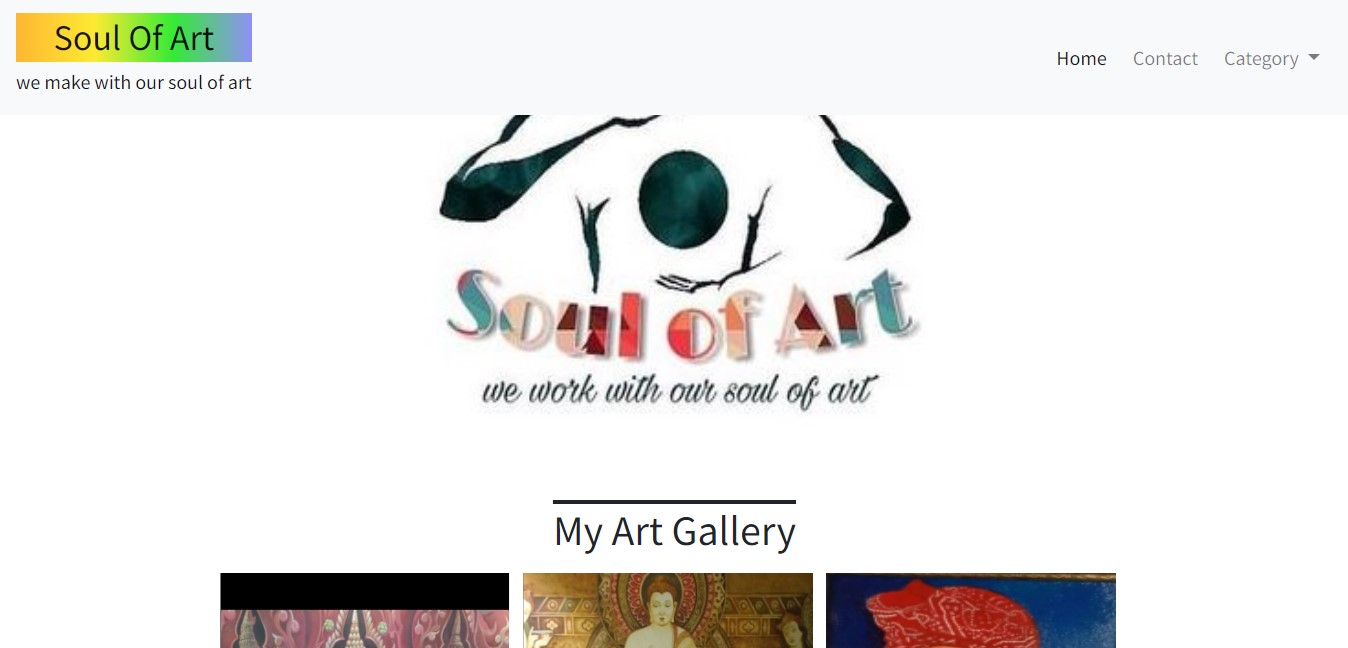 Soul Of Art
we make with our soul of art
Home Contact Category
Soul of Art
we work with our soul of art
My Art Gallery